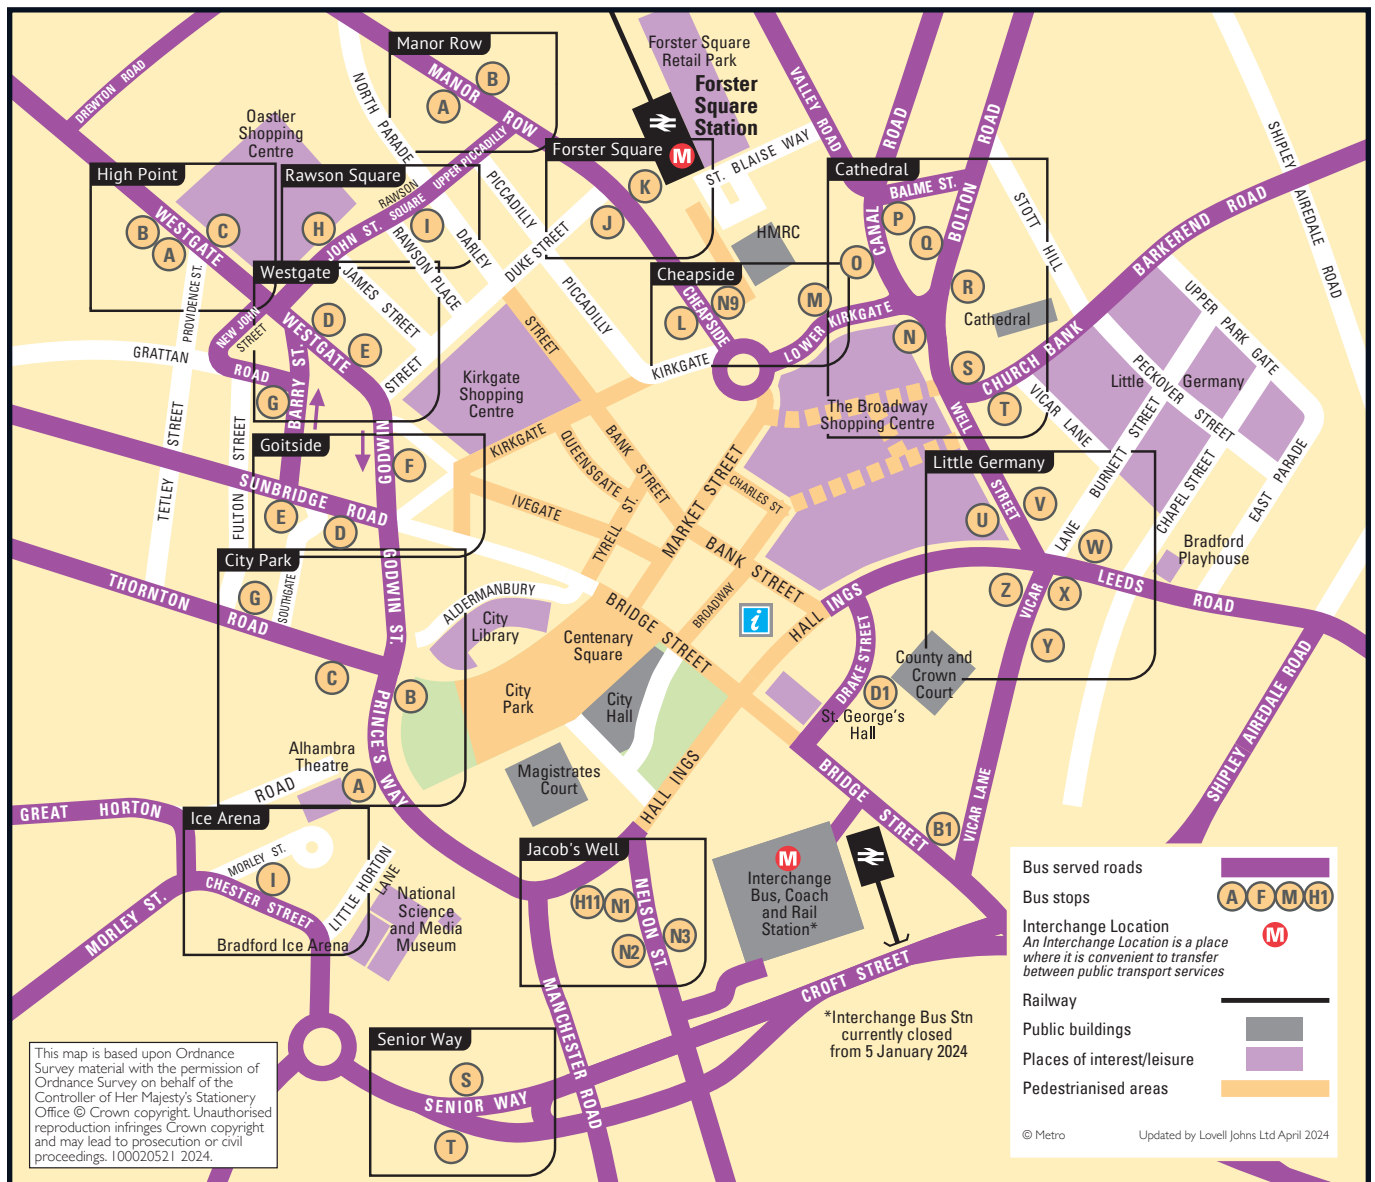 Manor Row
B
A
MANOR
ROW
DREWTON ROAD
NORTH PARADE
Forster Square
Retail Park
Forster
Square
Station
M
VALLEY ROAD
ROAD
ROAD
SHIPLEY
AIREDALE
ROAD
Oastler
Shopping
Centre
High Point
WESTGATE
B
A
C
Rawson Square
H
I
RAWSON
SQUARE
UPPER PICCADILLY
JOHN ST.
RAWSON PLACE
DARLEY
STREET
PICCADILLY
PICCADILLY
DUKE STREET
Forster Square
K
J
ST. BLAISE WAY
HMRC
Cathedral
BALME ST.
CANAL
BOLTON
P
Q
O
R
N
S
T
Cathedral
STOTT
HILL
BARKEREND ROAD
CHURCH BANK
Cheapside
CHEAPSIDE
N9
L
M
LOWER KIRKGATE
KIRKGATE
PROVIDENCE ST.
Westgate
D
E
G
WESTGATE
NEW JOHN
STREET
JAMES STREET
STREET
GRATTAN
ROAD
BARRY ST.
TETLEY STREET
FULTON STREET
Kirkgate
Shopping
Centre
KIRKGATE
The Broadway
Shopping Centre
UPPER PARK GATE
Little Germany
PECKOVER STREET
VICAR LANE
BURNETT STREET
CHAPEL STREET
EAST PARADE
WELL
STREET
Goitside
GODWIN
F
E
D
SUNBRIDGE ROAD
IVEGATE
QUEENSGATE
BANK STREET
TYRELL ST.
MARKET STREET
CHARLES ST
BANK STREET
BROADWAY
Little Germany
U
V
W
X
Y
Z
LANE
VICAR
LEEDS ROAD
Bradford
Playhouse
City Park
THORNTON
ROAD
G
SOUTHGATE
GODWIN ST.
C
B
A
PRINCE'S WAY
ALDERMANBURY
City
Library
BRIDGE STREET
Centenary
Square
City
Park
City
Hall
i
HALL INGS
DRAKE STREET
D1
County and
Crown
Court
St. George's
Hall
Alhambra
Theatre
ROAD
Magistrates
Court
HALL INGS
BRIDGE STREET
B1
VICAR LANE
SHIPLEY AIREDALE ROAD
GREAT HORTON
Ice Arena
MORLEY ST.
I
CHESTER STREET
MORLEY ST.
LITTLE HORTON
LANE
Bradford Ice Arena
National
Science
and Media
Museum
Jacob's Well
H11
N1
N2
N3
NELSON ST.
MANCHESTER ROAD
M
Interchange
Bus, Coach
and Rail
Station*
CROFT STREET
*Interchange Bus Stn
currently closed
from 5 January 2024
Senior Way
S
SENIOR WAY
T
This map is based upon Ordnance
Survey material with the permission of
Ordnance Survey on behalf of the
Controller of Her Majesty's Stationery
Office © Crown copyright. Unauthorised
reproduction infringes Crown copyright
and may lead to prosecution or civil
proceedings. 100020521 2024.
Bus served roads
Bus stops
A F M H1
Interchange Location
M
An Interchange Location is a place
where it is convenient to transfer
between public transport services
Railway
Public buildings
Places of interest/leisure
Pedestrianised areas
© Metro Updated by Lovell Johns Ltd April 2024